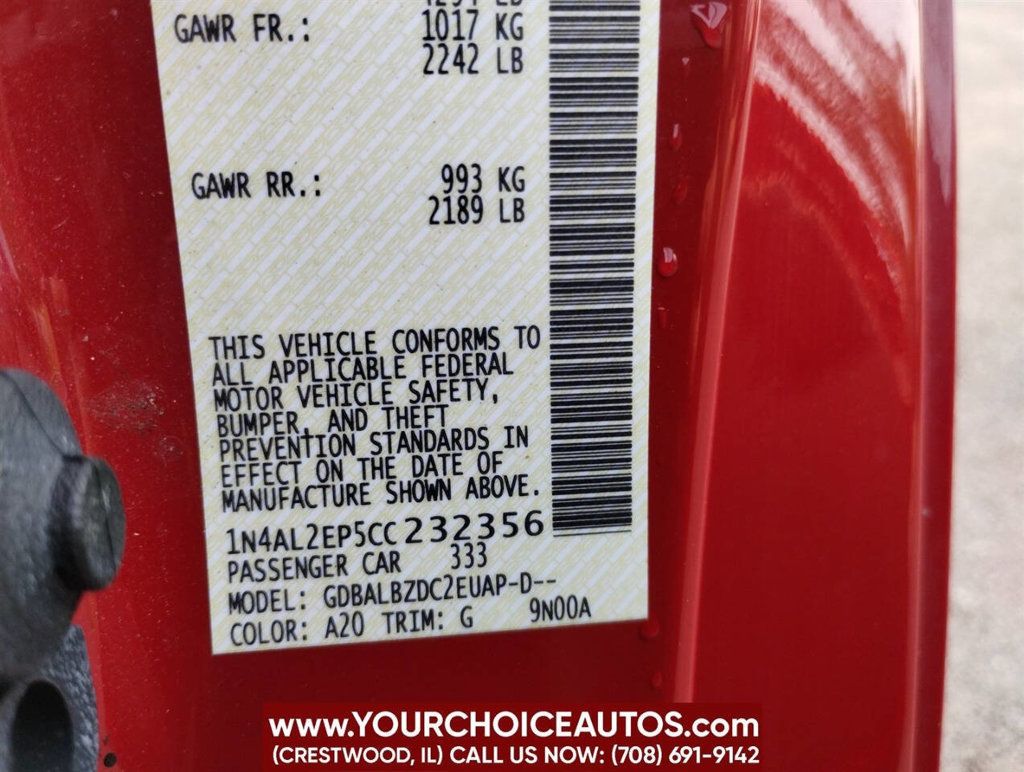 GAWR FR.: 1017 KG
2242 LB
GAWR RR.: 993 KG
2189 LB
THIS VEHICLE CONFORMS TO
ALL APPLICABLE FEDERAL
MOTOR VEHICLE SAFETY,
BUMPER, AND THEFT
PREVENTION STANDARDS IN
EFFECT ON THE DATE OF
MANUFACTURE SHOWN ABOVE.
1N4AL2EP5CC232356
PASSENGER CAR 333
MODEL: GDBALBZDC2EUAP-D--
COLOR: A20 TRIM: G 9N00A
www.YOURCHOICEAUTOS.com
(CRESTWOOD, IL) CALL US NOW: (708) 691-9142